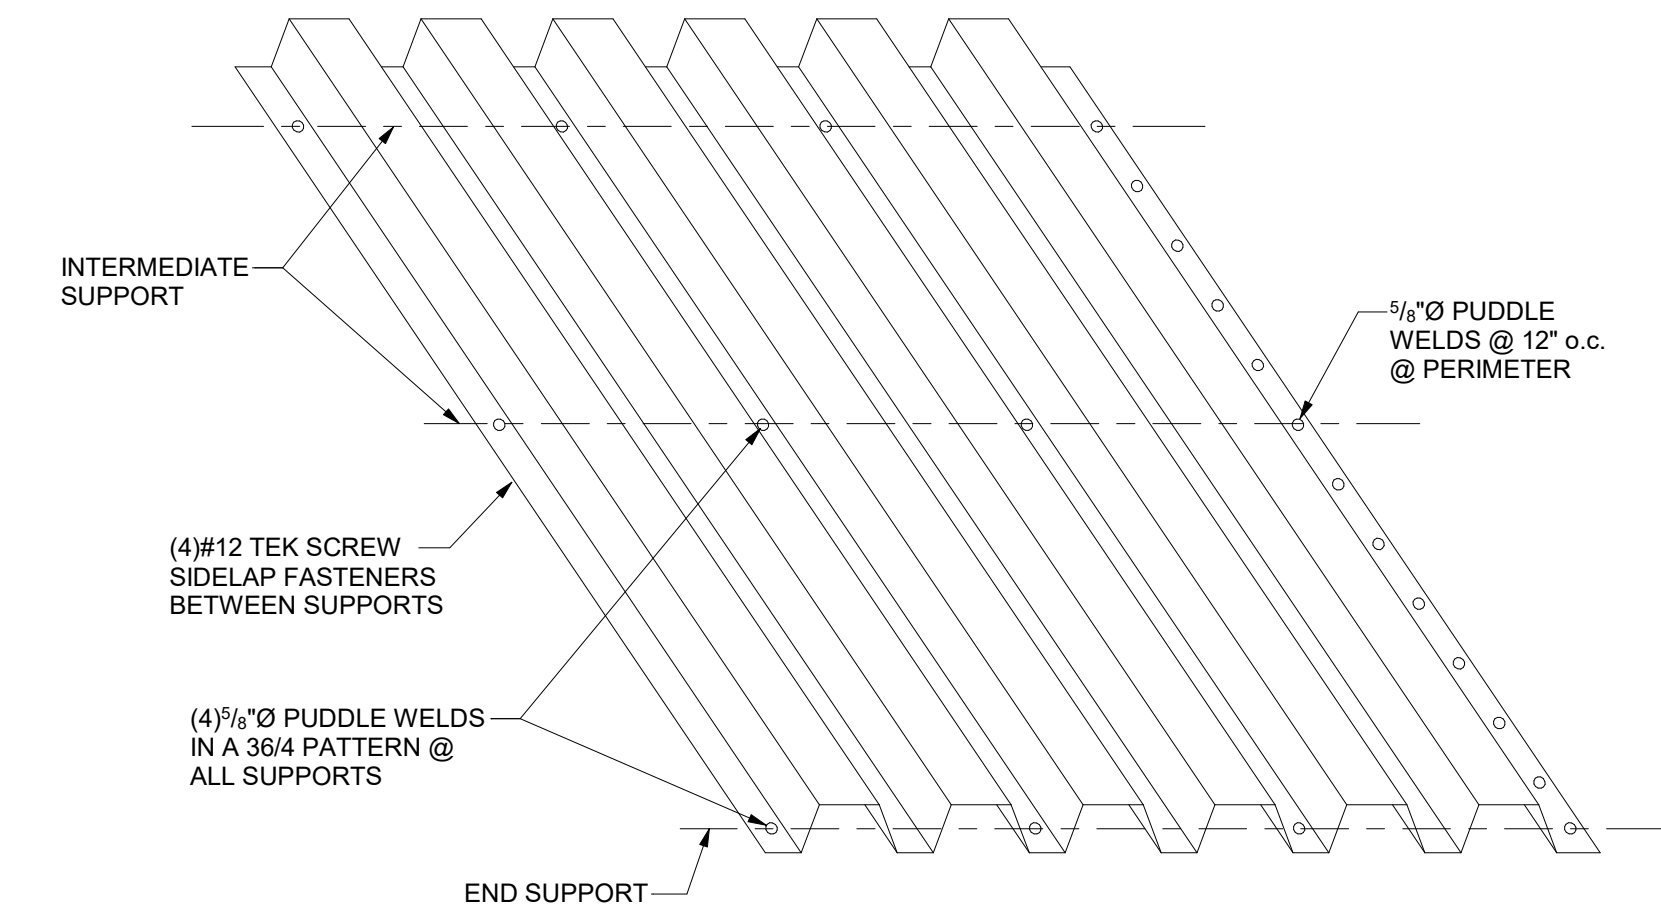 INTERMEDIATE
SUPPORT
5/8"Ø PUDDLE
WELDS @ 12" o.c.
@ PERIMETER
(4)#12 TEK SCREW
SIDELAP FASTENERS
BETWEEN SUPPORTS
(4)5/8"Ø PUDDLE WELDS
IN A 36/4 PATTERN @
ALL SUPPORTS
END SUPPORT